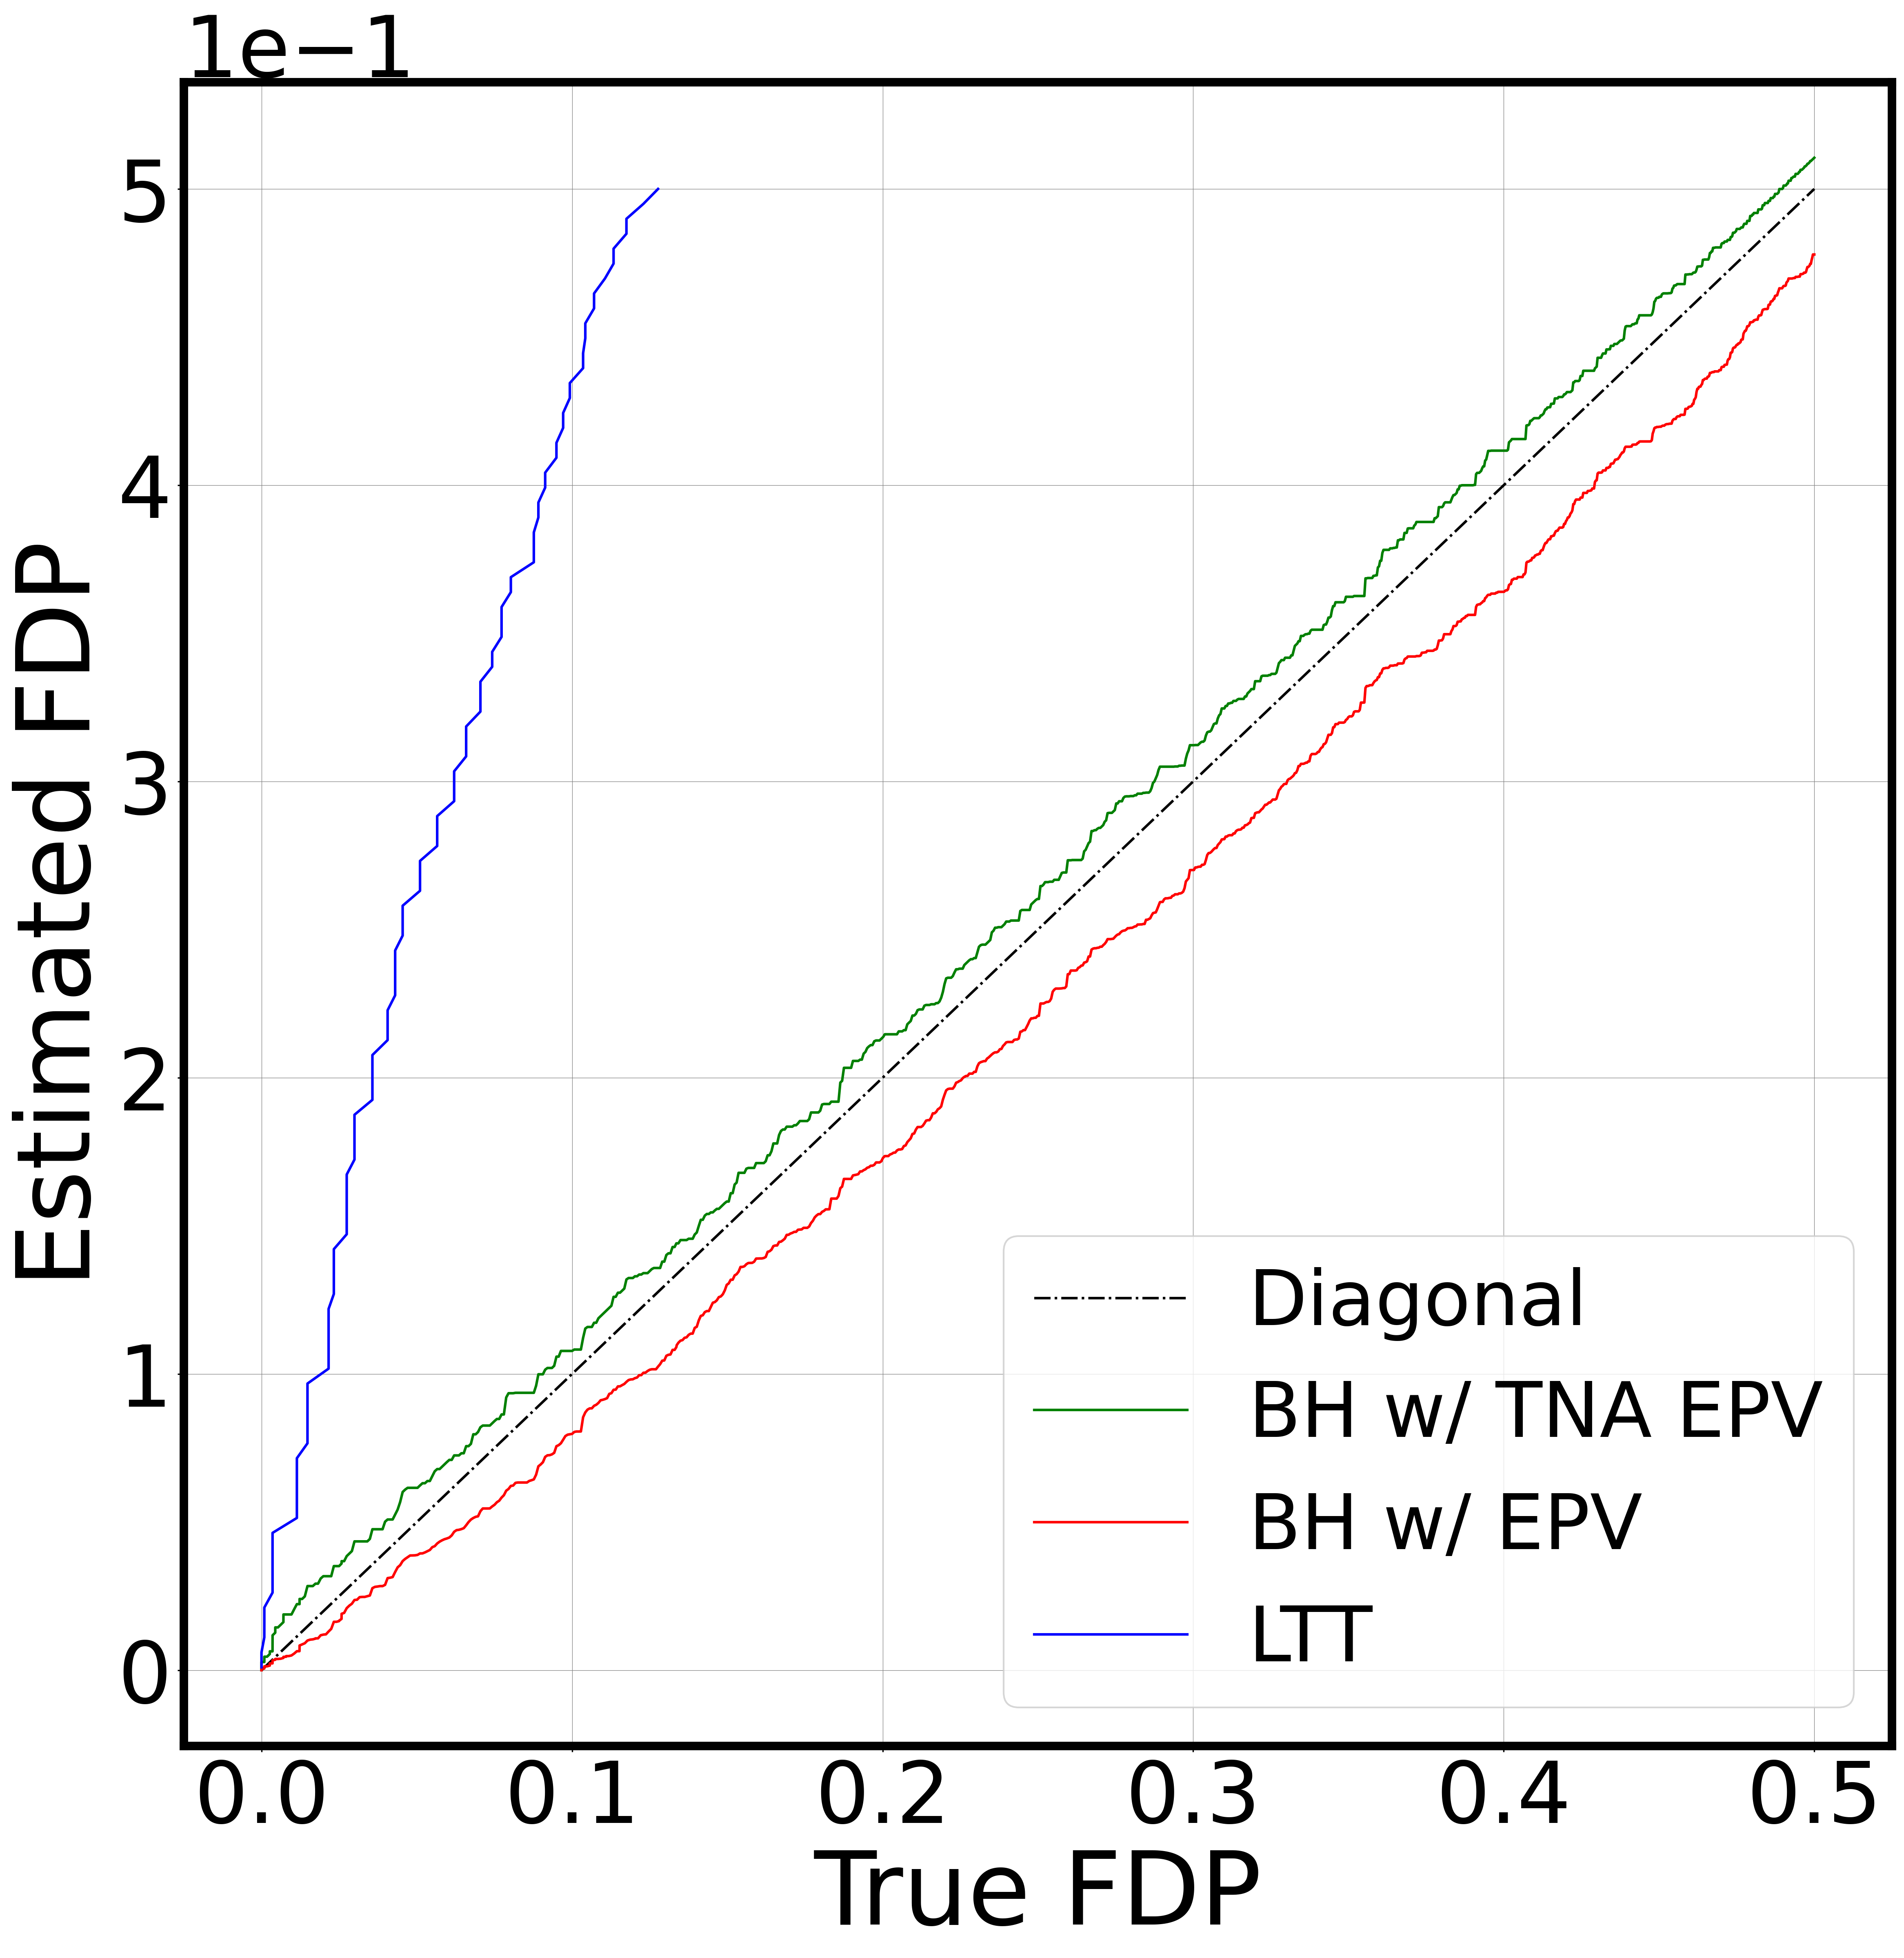 1e−1
Estimated FDP
5
4
3
2
1
0
Diagonal
BH w/ TNA EPV
BH w/ EPV
LTT
0.0 0.1 0.2 0.3 0.4 0.5
True FDP